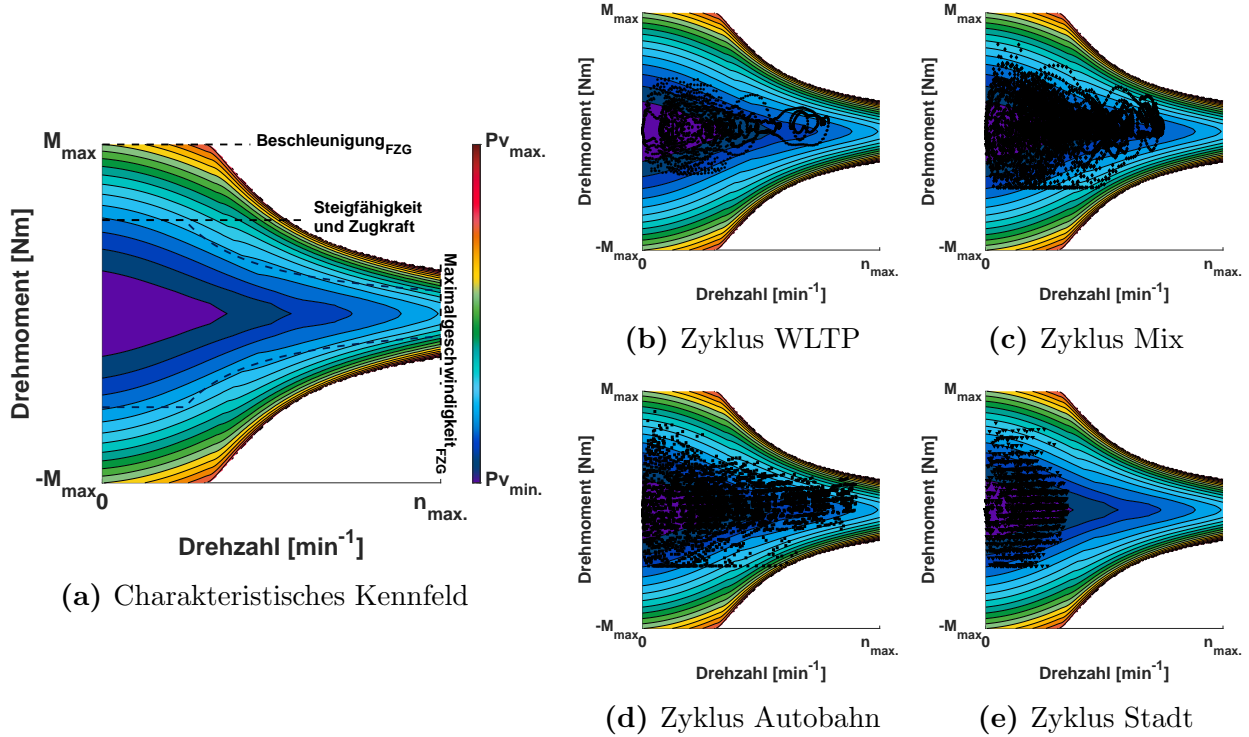 M_max
Beschleunigung_FZG
Steigfähigkeit
und Zugkraft
Maximalgeschwindigkeit_FZG
Drehmoment [Nm]
-M_max
0
n_max.
Drehzahl [min^-1]
Pv_max.
Pv_min.
(a) Charakteristisches Kennfeld
M_max
Drehmoment [Nm]
-M_max
0
n_max.
Drehzahl [min^-1]
(b) Zyklus WLTP
M_max
Drehmoment [Nm]
-M_max
0
n_max.
Drehzahl [min^-1]
(c) Zyklus Mix
M_max
Drehmoment [Nm]
-M_max
0
n_max.
Drehzahl [min^-1]
(d) Zyklus Autobahn
M_max
Drehmoment [Nm]
-M_max
0
n_max.
Drehzahl [min^-1]
(e) Zyklus Stadt